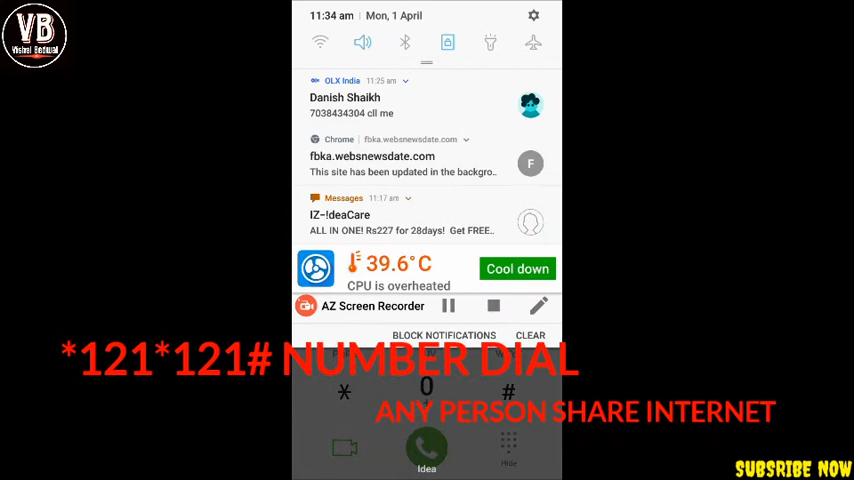 VB
Vishal Bediwal
11:34 am
Mon, 1 April
OLX India 11:25 am
Danish Shaikh
7038434304 cll me
Chrome fbka.websnewsdate.com
fbka.websnewsdate.com
This site has been updated in the backgro..
F
Messages 11:17 am
IZ-!deaCare
ALL IN ONE! Rs227 for 28days! Get FREE..
39.6°C
CPU is overheated
Cool down
AZ Screen Recorder
BLOCK NOTIFICATIONS CLEAR
*121*121# NUMBER DIAL
* 0 #
ANY PERSON SHARE INTERNET
Hide
Idea
SUBSRIBE NOW